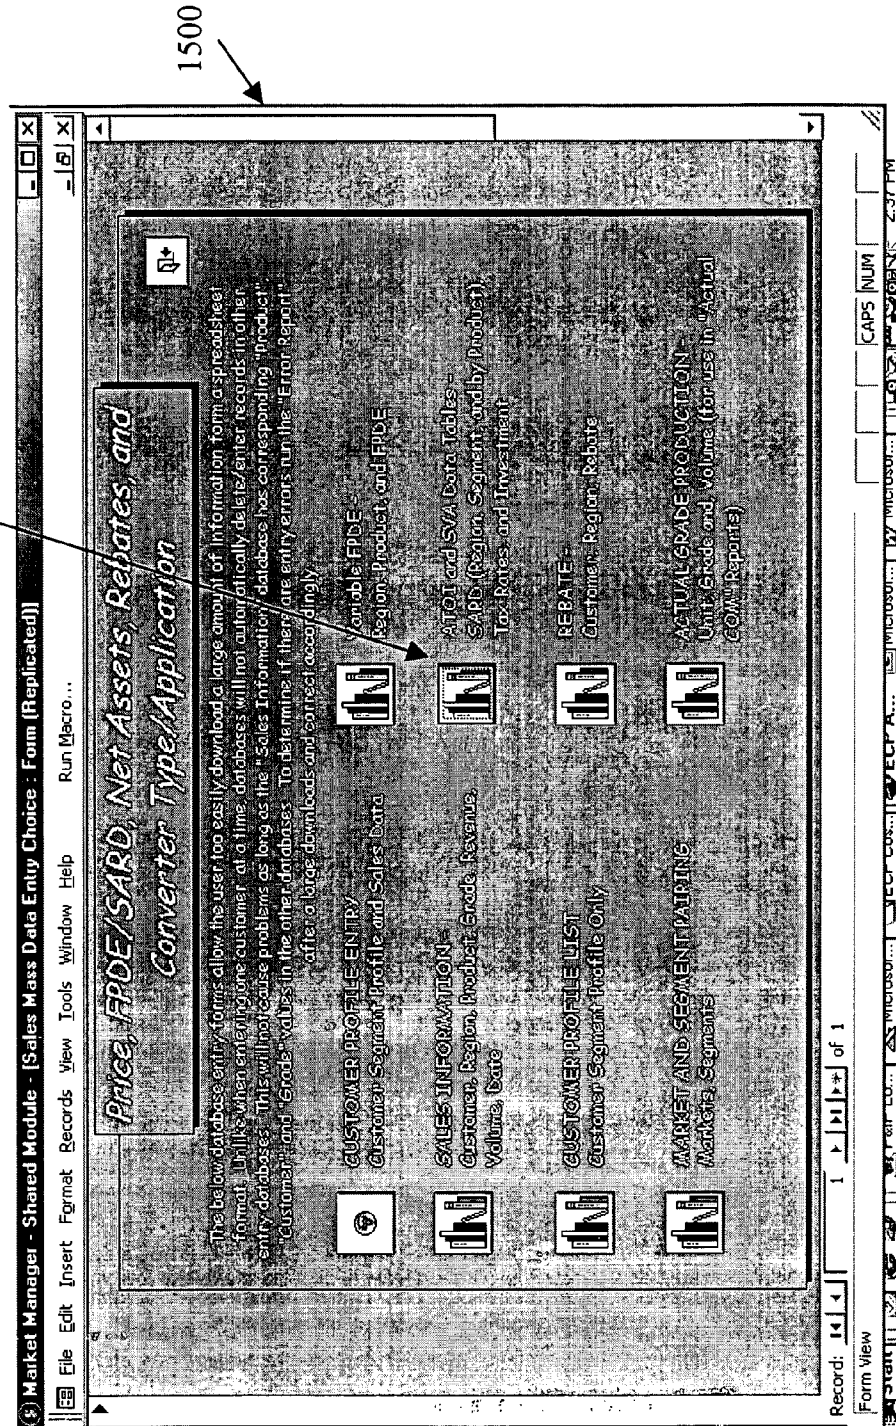 1500
Market Manager - Shared Module - [Sales Mass Data Entry Choice : Form [Replicated]]
File Edit Insert Format Records View Tools Window Help Run Macro...
Price, FPDE/SARD, Net Assets, Rebates, and
Converter Type/Application
The below database entry forms allow the user too easily download a large amount of information form a spreadsheet
format. Unlike when entering one customer at a time, databases will not automatically delete/enter records in other
entry databases. This will not cause problems as long as the "Sales Information" database has corresponding "Product"
"Customer" and "Grade" values in the other databases. To determine if there are entry errors run the "Error Report"
after a large downloads and correct accordingly
CUSTOMER PROFILE ENTRY
Customer Segment Profile and Sales Data
Variable FPDE -
Region, Product, and FPDE
SALES INFORMATION -
Customer, Region, Product, Grade, Revenue,
Volume, Date
ATOT and SVA Data Tables -
SARD (Region, Segment, and by Product),
Tax Rates, and Investment
CUSTOMER PROFILE LIST
Customer Segment Profile Only
REBATE -
Customer, Region, Rebate
MARKET AND SEGMENT PAIRING
Markets, Segments
ACTUAL GRADE PRODUCTION -
Unit, Grade and, Volume (for use in "Actual
COM" Reports)
Record: 1 of 1
Form View CAPS NUM
2:37 PM